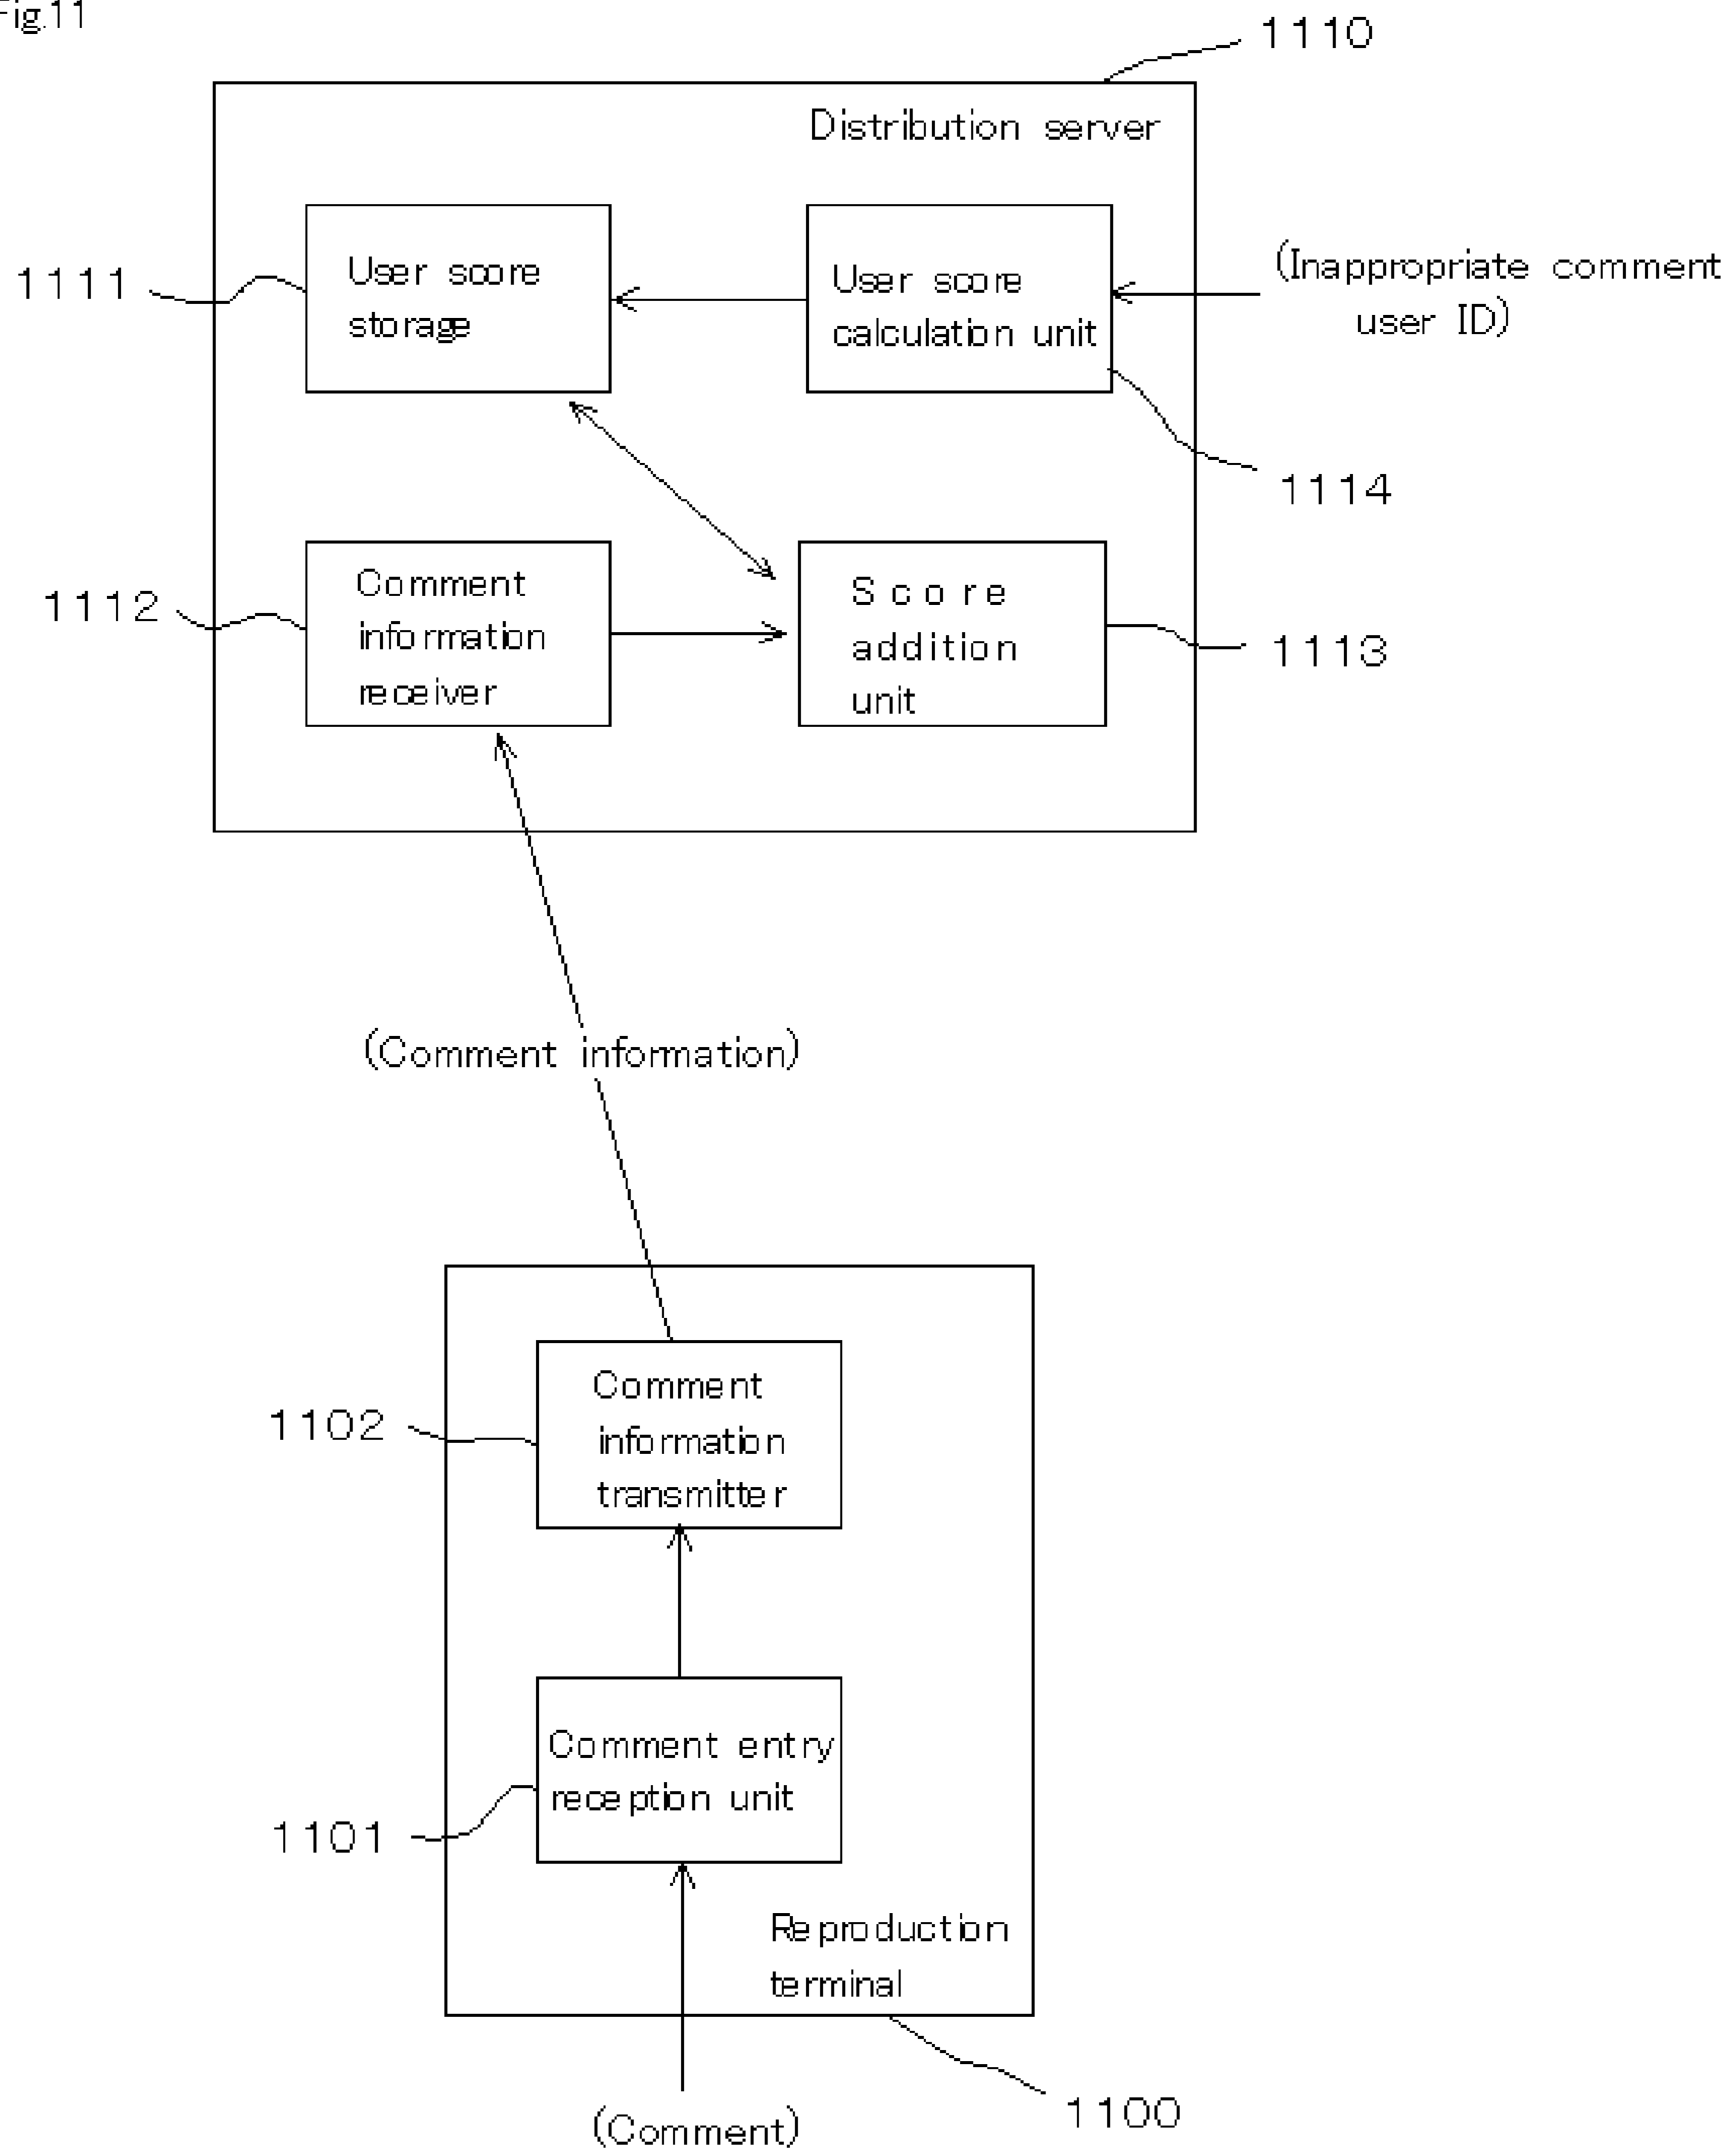 Fig.11
1110
Distribution server
User score
storage
1111
User score
calculation unit
(Inappropriate comment
user ID)
1114
Comment
information
receiver
1112
Score
addition
unit
1113
(Comment information)
Comment
information
transmitter
1102
Comment entry
reception unit
1101
Reproduction
terminal
1100
(Comment)